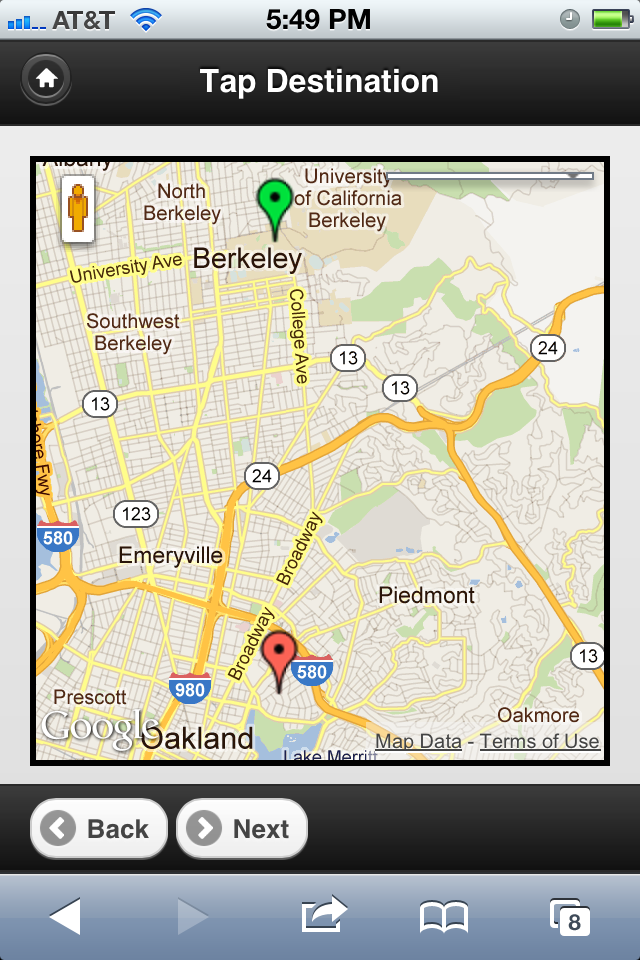 AT&T
5:49 PM
Tap Destination
Albany
North
Berkeley
University
of California
Berkeley
Berkeley
University Ave
College Ave
Southwest
Berkeley
13
24
13
13
24
123
580
Emeryville
Broadway
Piedmont
Broadway
580
13
980
Prescott
Oakmore
Google
Oakland
Lake Merritt
Map Data - Terms of Use
Back
Next
8